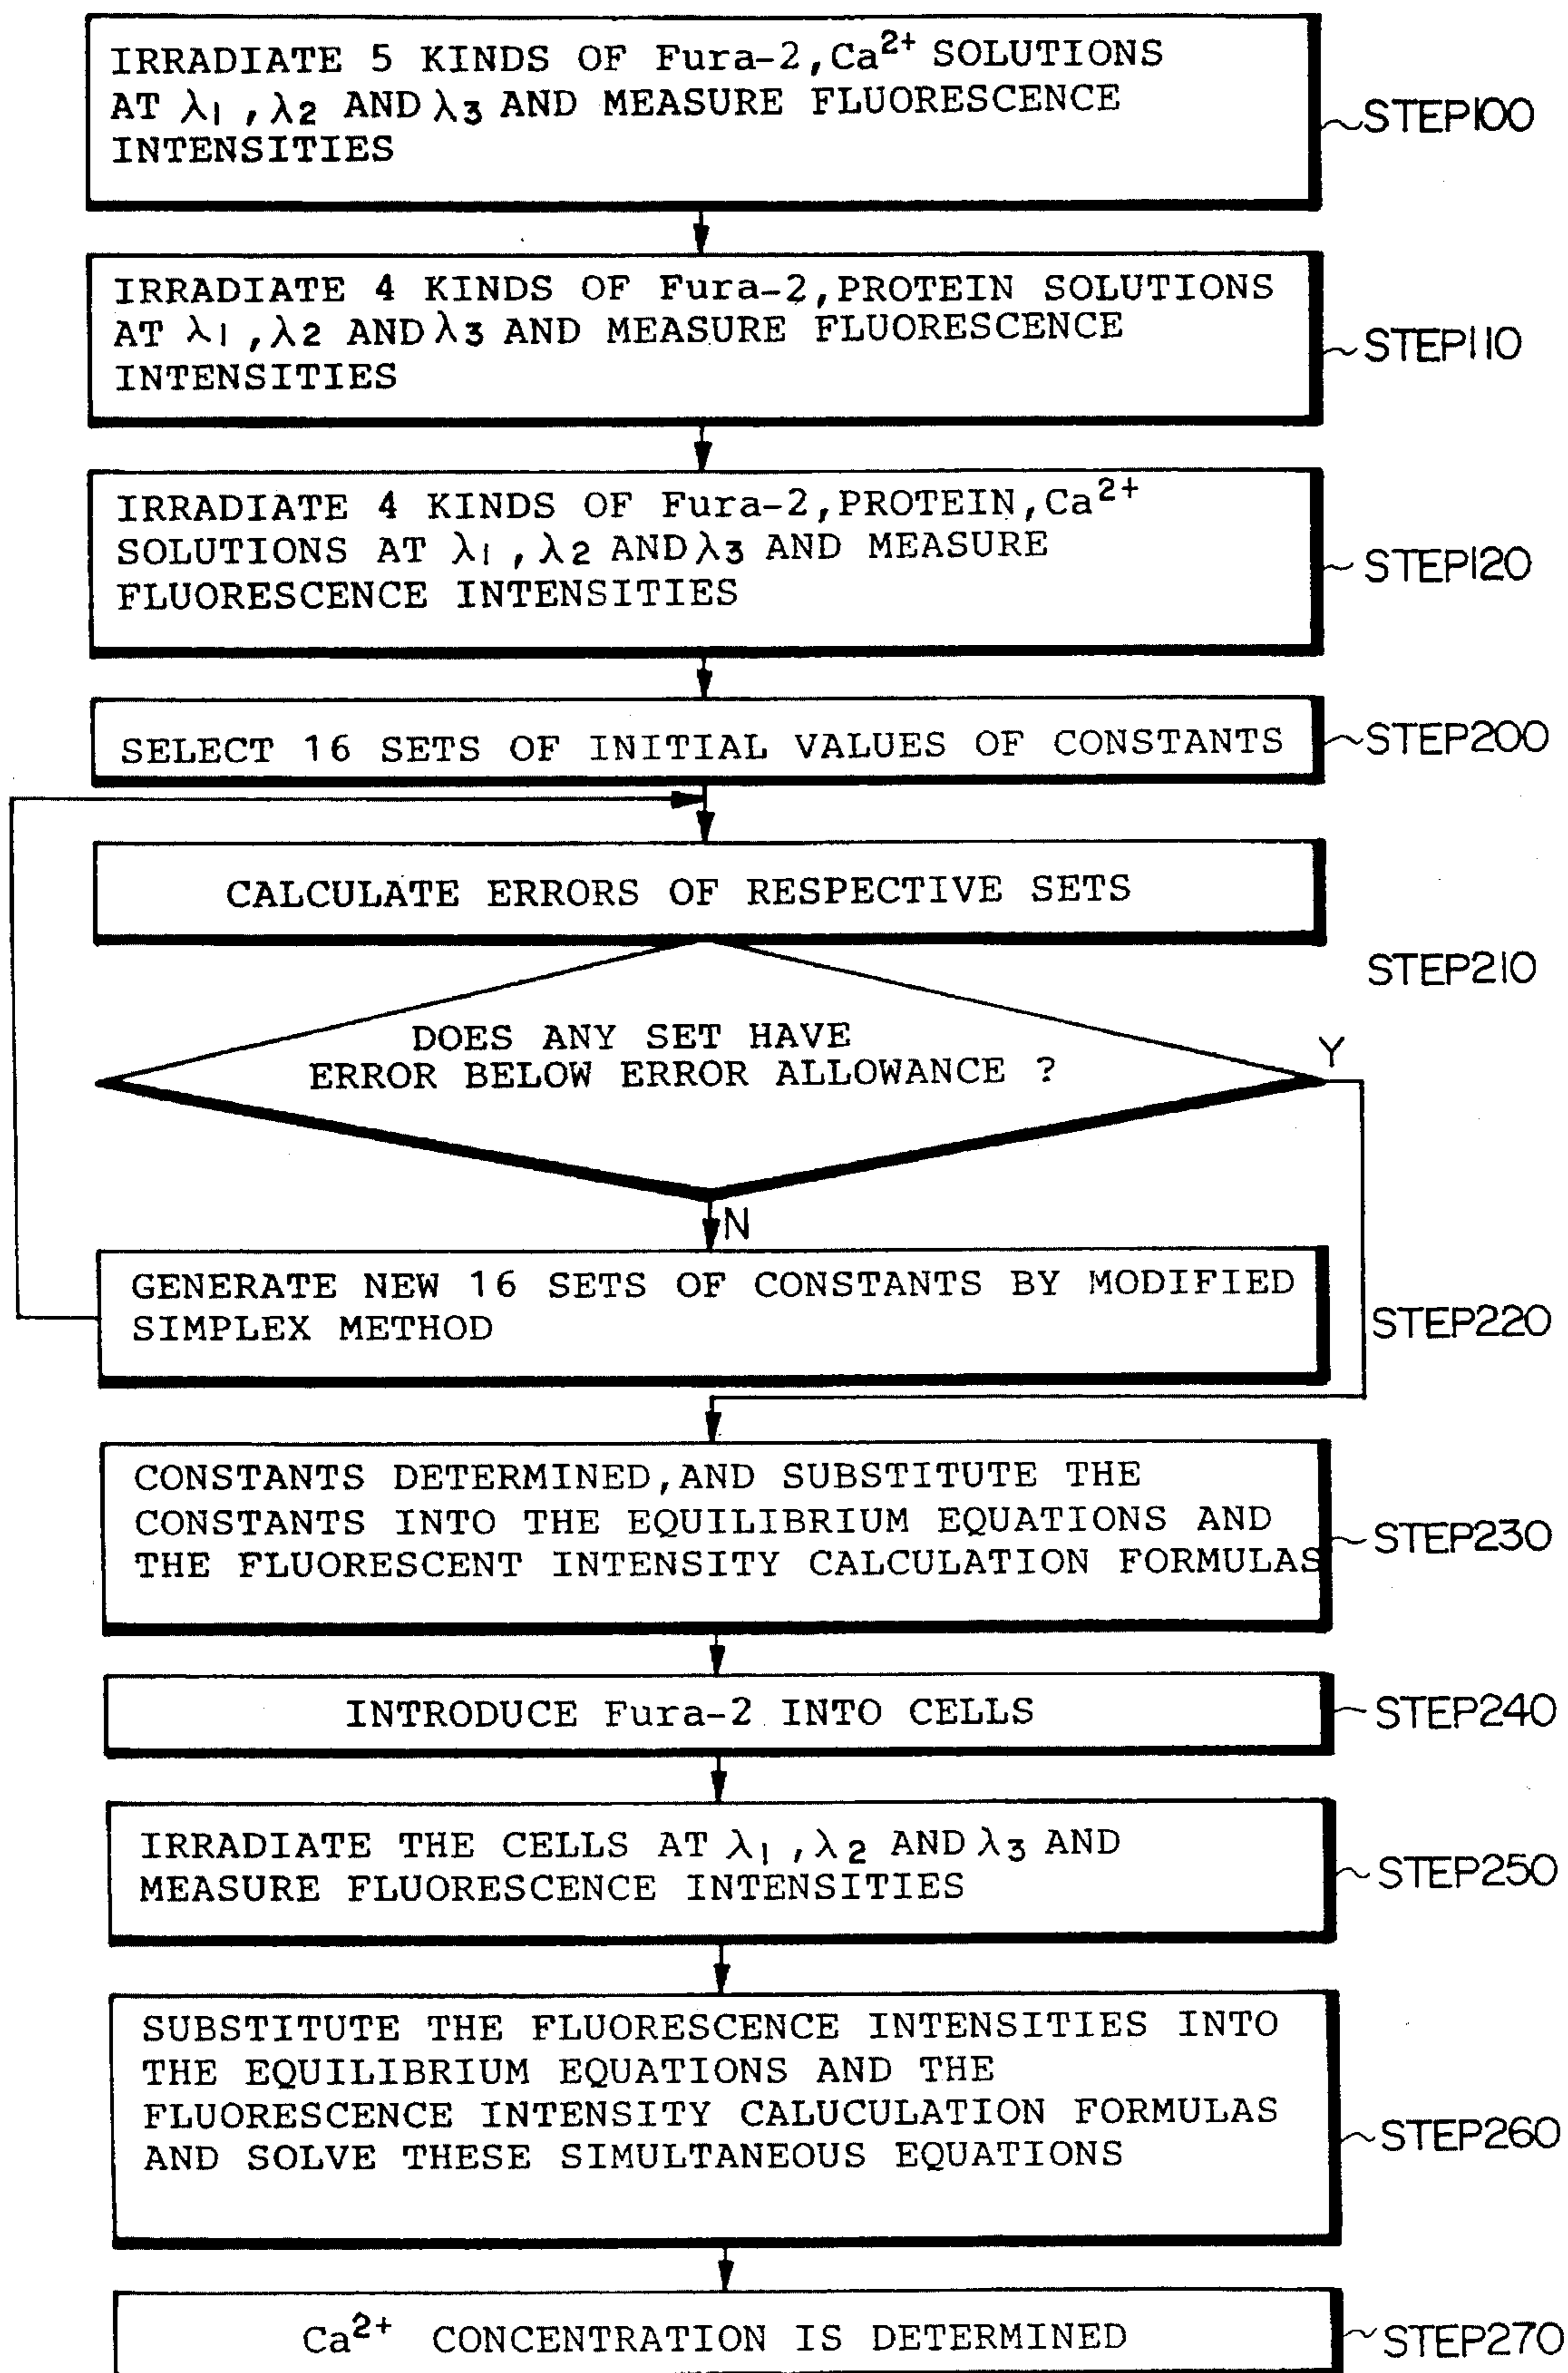 IRRADIATE 5 KINDS OF Fura-2,Ca²⁺ SOLUTIONS
AT λ1 ,λ2 AND λ3 AND MEASURE FLUORESCENCE
INTENSITIES
STEP100
IRRADIATE 4 KINDS OF Fura-2,PROTEIN SOLUTIONS
AT λ1 ,λ2 AND λ3 AND MEASURE FLUORESCENCE
INTENSITIES
STEP110
IRRADIATE 4 KINDS OF Fura-2,PROTEIN,Ca²⁺
SOLUTIONS AT λ1 ,λ2 AND λ3 AND MEASURE
FLUORESCENCE INTENSITIES
STEP120
SELECT 16 SETS OF INITIAL VALUES OF CONSTANTS
STEP200
CALCULATE ERRORS OF RESPECTIVE SETS
STEP210
DOES ANY SET HAVE
ERROR BELOW ERROR ALLOWANCE ?
Y
N
GENERATE NEW 16 SETS OF CONSTANTS BY MODIFIED
SIMPLEX METHOD
STEP220
CONSTANTS DETERMINED,AND SUBSTITUTE THE
CONSTANTS INTO THE EQUILIBRIUM EQUATIONS AND
THE FLUORESCENT INTENSITY CALCULATION FORMULAS
STEP230
INTRODUCE Fura-2 INTO CELLS
STEP240
IRRADIATE THE CELLS AT λ1 ,λ2 AND λ3 AND
MEASURE FLUORESCENCE INTENSITIES
STEP250
SUBSTITUTE THE FLUORESCENCE INTENSITIES INTO
THE EQUILIBRIUM EQUATIONS AND THE
FLUORESCENCE INTENSITY CALUCULATION FORMULAS
AND SOLVE THESE SIMULTANEOUS EQUATIONS
STEP260
Ca²⁺ CONCENTRATION IS DETERMINED
STEP270